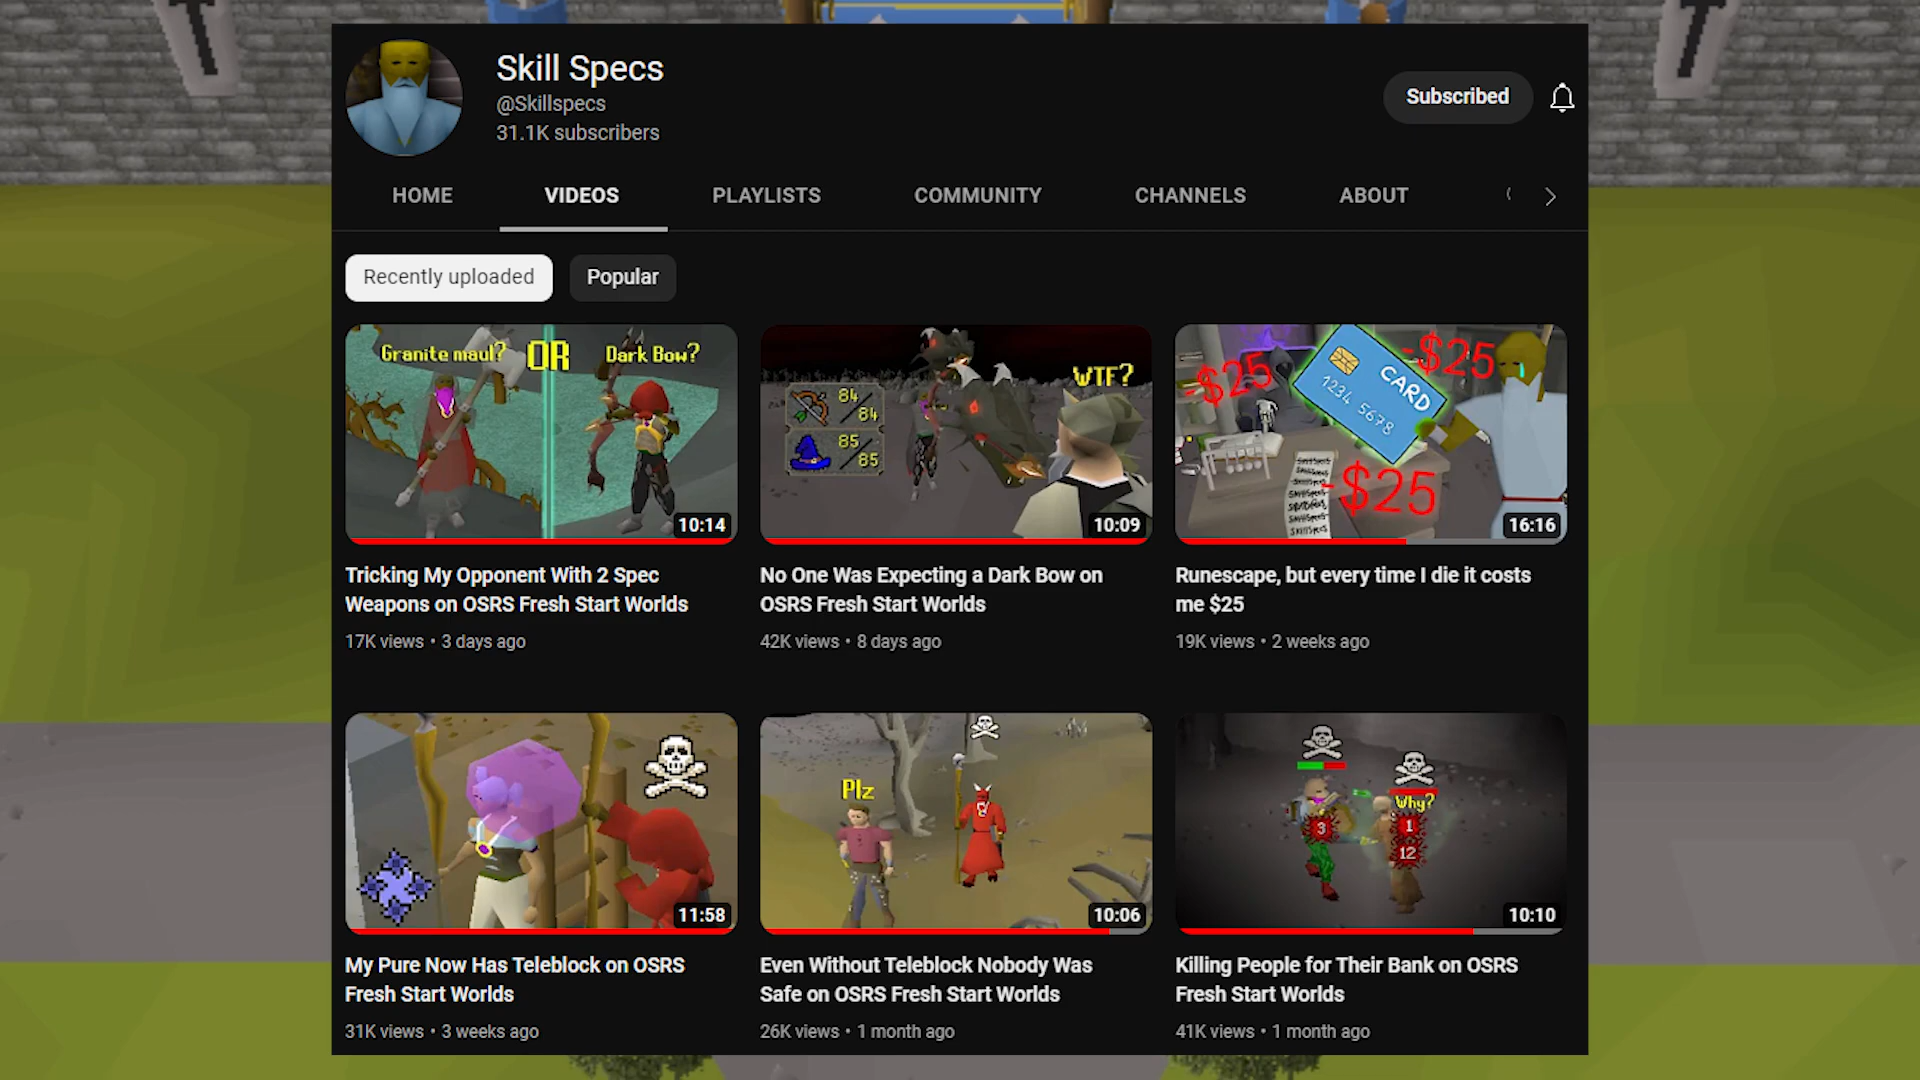 Skill Specs
@Skillspecs
31.1K subscribers
Subscribed
HOME
VIDEOS
PLAYLISTS
COMMUNITY
CHANNELS
ABOUT
Recently uploaded
Popular
Granite maul?
OR
Dark Bow?
10:14
84/84
85/85
WTF?
10:09
-$25
-$25
-$25
CARD
1234 5678
16:16
Tricking My Opponent With 2 Spec
Weapons on OSRS Fresh Start Worlds
17K views • 3 days ago
No One Was Expecting a Dark Bow on
OSRS Fresh Start Worlds
42K views • 8 days ago
Runescape, but every time I die it costs
me $25
19K views • 2 weeks ago
11:58
Plz
10:06
Why?
3
1
12
10:10
My Pure Now Has Teleblock on OSRS
Fresh Start Worlds
31K views • 3 weeks ago
Even Without Teleblock Nobody Was
Safe on OSRS Fresh Start Worlds
26K views • 1 month ago
Killing People for Their Bank on OSRS
Fresh Start Worlds
41K views • 1 month ago